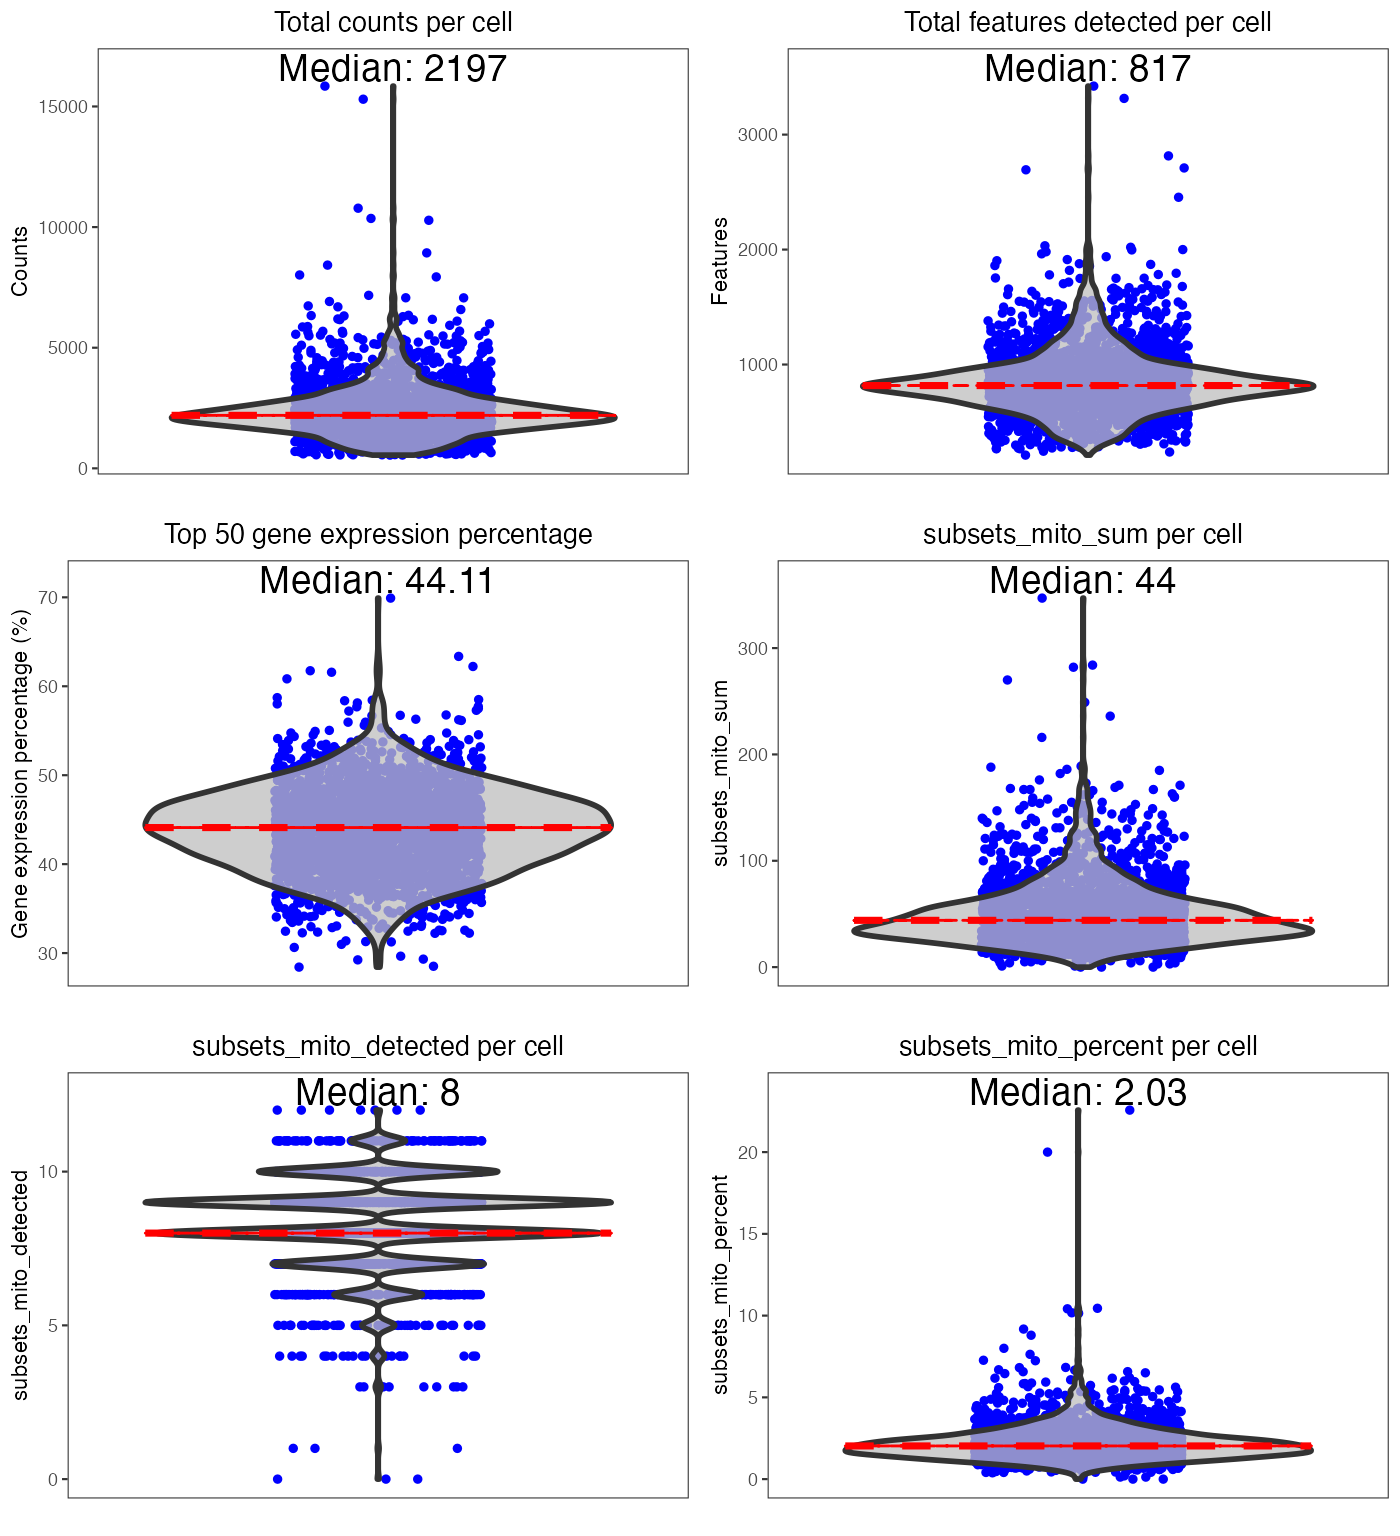 Total counts per cell
Median: 2197
Counts
15000
10000
5000
0
Total features detected per cell
Median: 817
Features
3000
2000
1000
Top 50 gene expression percentage
Median: 44.11
Gene expression percentage (%)
70
60
50
40
30
subsets_mito_sum per cell
Median: 44
subsets_mito_sum
300
200
100
0
subsets_mito_detected per cell
Median: 8
subsets_mito_detected
10
5
0
subsets_mito_percent per cell
Median: 2.03
subsets_mito_percent
20
15
10
5
0